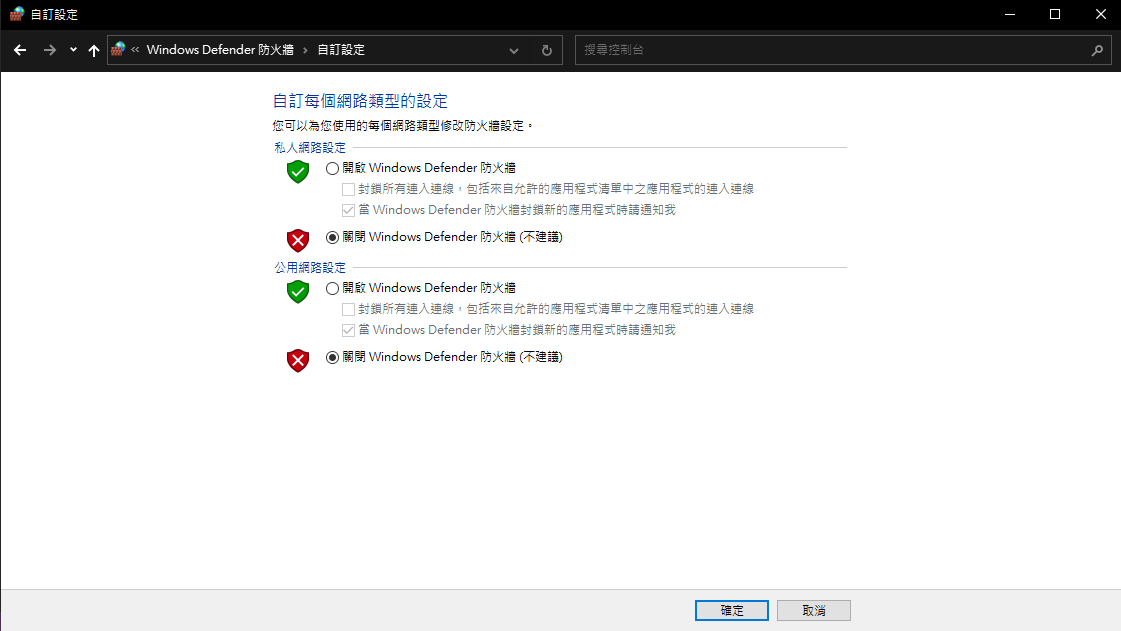 自訂設定
« Windows Defender 防火牆 › 自訂設定
搜尋控制台
自訂每個網路類型的設定
您可以為您使用的每個網路類型修改防火牆設定。
私人網路設定
開啟 Windows Defender 防火牆
封鎖所有連入連線，包括來自允許的應用程式清單中之應用程式的連入連線
當 Windows Defender 防火牆封鎖新的應用程式時請通知我
關閉 Windows Defender 防火牆 (不建議)
公用網路設定
開啟 Windows Defender 防火牆
封鎖所有連入連線，包括來自允許的應用程式清單中之應用程式的連入連線
當 Windows Defender 防火牆封鎖新的應用程式時請通知我
關閉 Windows Defender 防火牆 (不建議)
確定
取消